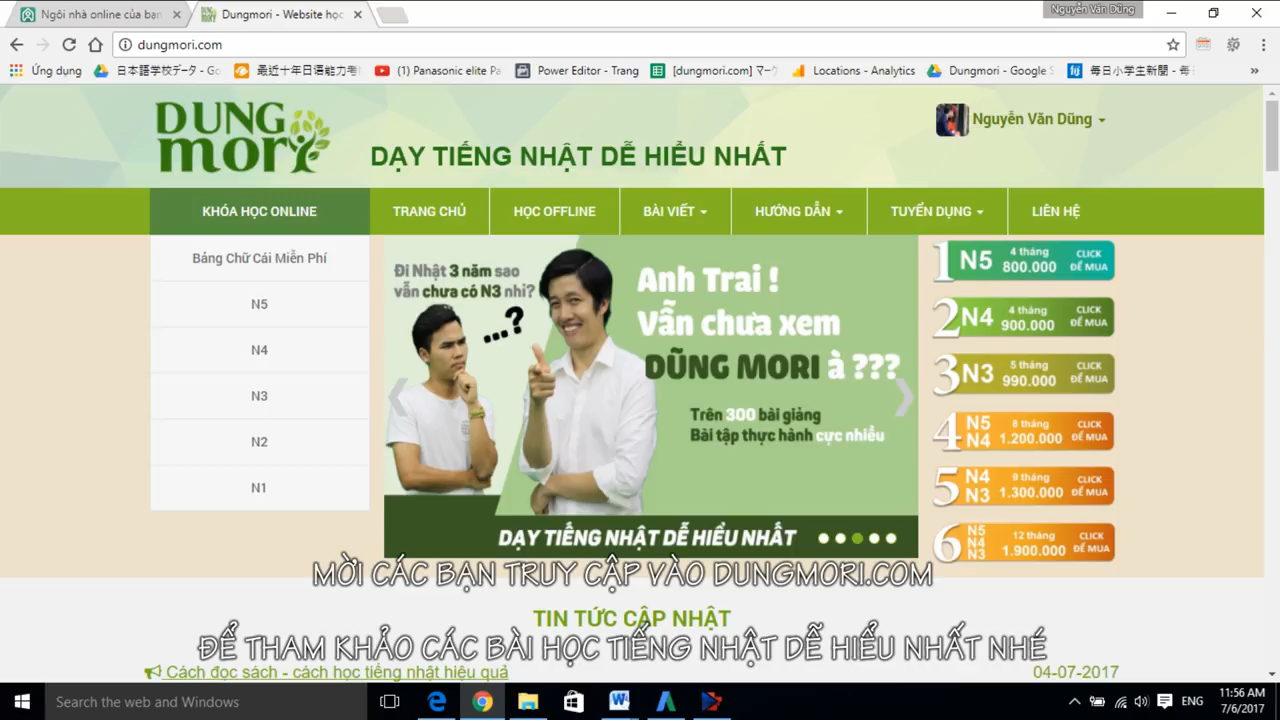 Ngôi nhà online của bạn
Dungmori - Website học
Nguyễn Văn Dũng
dungmori.com
Ứng dụng
日本語学校データ - Go
最近十年日语能力考
(1) Panasonic elite Pa
Power Editor - Trang
[dungmori.com] マーク
Locations - Analytics
Dungmori - Google S
毎日小学生新聞 - 毎
DUNG mori
DẠY TIẾNG NHẬT DỄ HIỂU NHẤT
Nguyễn Văn Dũng
KHÓA HỌC ONLINE
TRANG CHỦ
HỌC OFFLINE
BÀI VIẾT
HƯỚNG DẪN
TUYỂN DỤNG
LIÊN HỆ
Bảng Chữ Cái Miễn Phí
N5
N4
N3
N2
N1
Đi Nhật 3 năm sao
vẫn chưa có N3 nhỉ?
...?
Anh Trai !
Vẫn chưa xem
DŨNG MORI à ???
Trên 300 bài giảng
Bài tập thực hành cực nhiều
DẠY TIẾNG NHẬT DỄ HIỂU NHẤT
1 N5 4 tháng 800.000 CLICK ĐỂ MUA
2 N4 4 tháng 900.000 CLICK ĐỂ MUA
3 N3 5 tháng 990.000 CLICK ĐỂ MUA
4 N5 N4 8 tháng 1.200.000 CLICK ĐỂ MUA
5 N4 N3 9 tháng 1.300.000 CLICK ĐỂ MUA
6 N5 N4 N3 12 tháng 1.900.000 CLICK ĐỂ MUA
MỜI CÁC BẠN TRUY CẬP VÀO DUNGMORI.COM
TIN TỨC CẬP NHẬT
ĐỂ THAM KHẢO CÁC BÀI HỌC TIẾNG NHẬT DỄ HIỂU NHẤT NHÉ
Cách đọc sách - cách học tiếng nhật hiệu quả
04-07-2017
Search the web and Windows
ENG
11:56 AM
7/6/2017